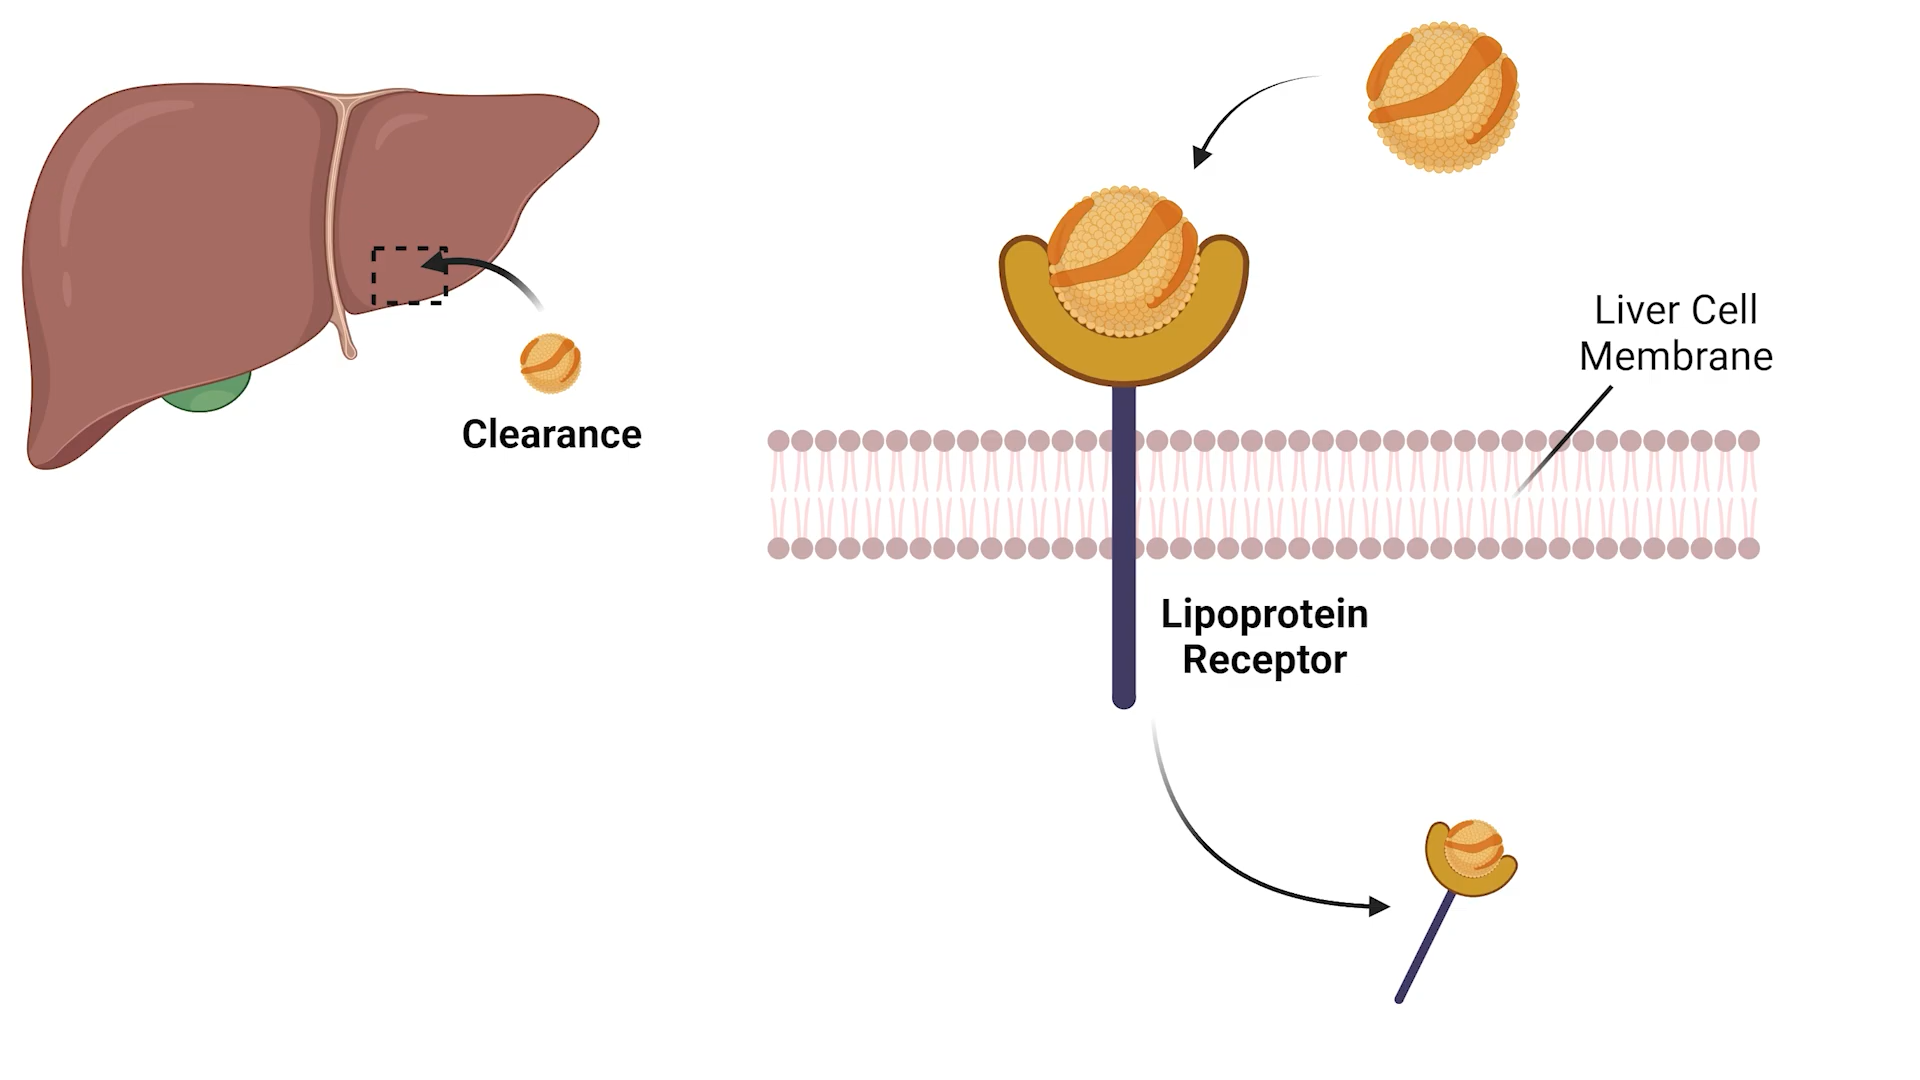 Clearance
Liver Cell
Membrane
Lipoprotein
Receptor